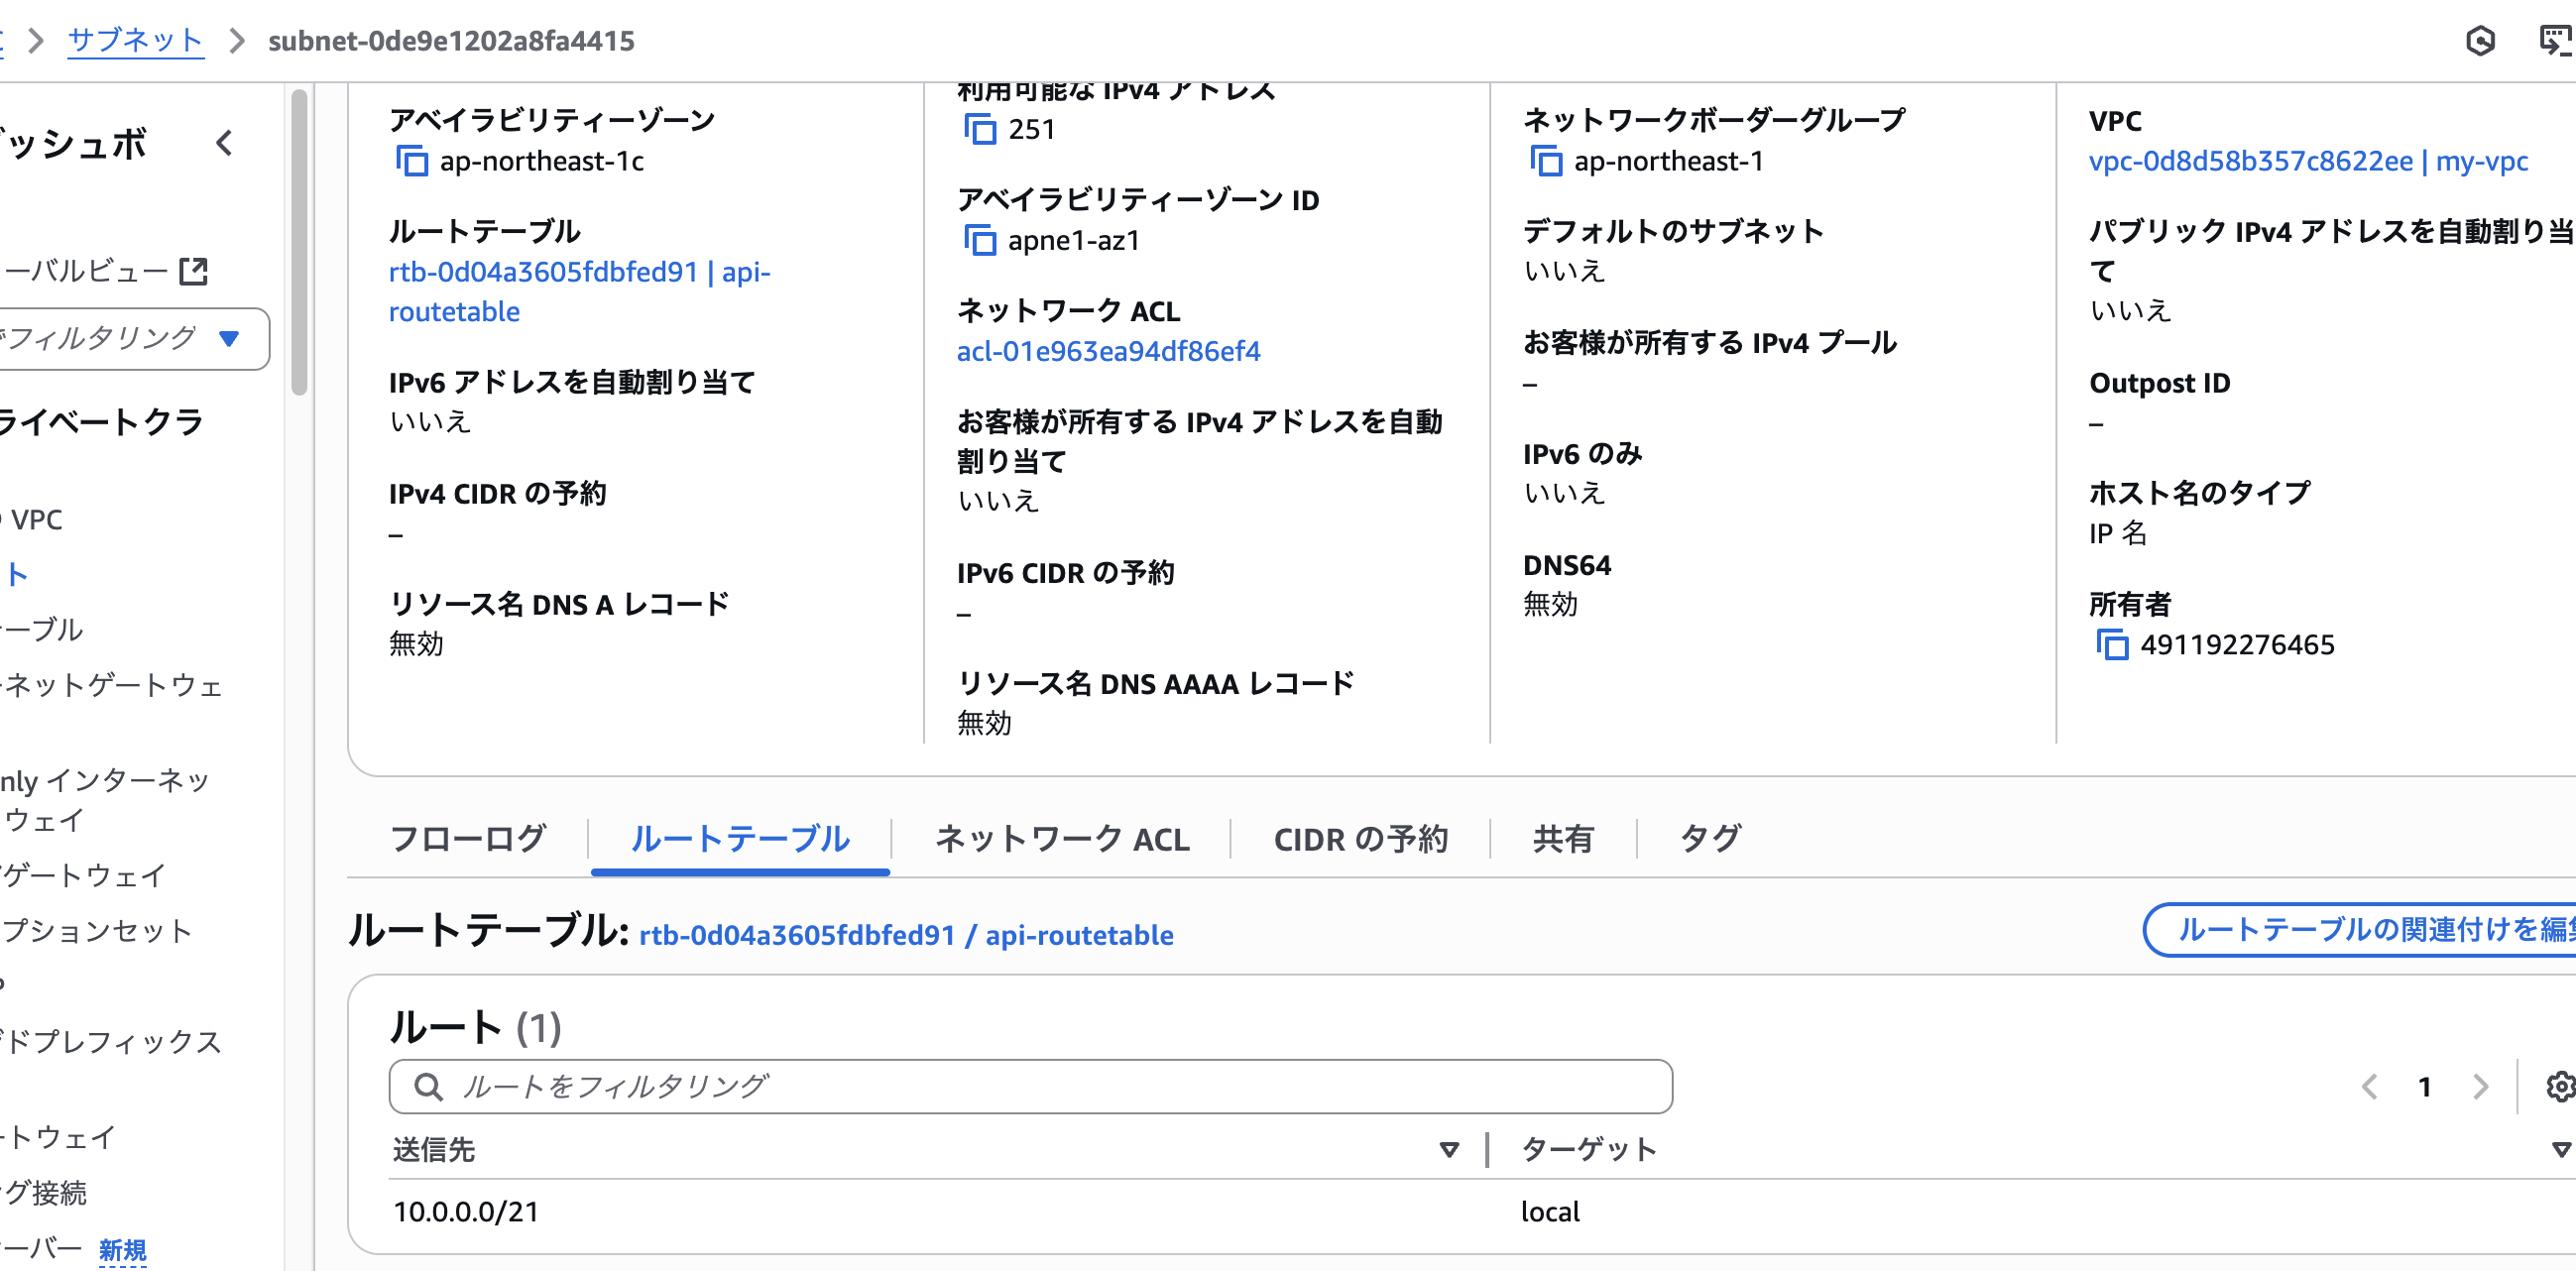 サブネット
subnet-0de9e1202a8fa4415
ッシュボ
ーバルビュー
フィルタリング
ライベートクラ
VPC
ト
ーブル
ネットゲートウェ
nly インターネッ
ウェイ
ゲートウェイ
プションセット
ドプレフィックス
ートウェイ
グ接続
ーバー 新規
アベイラビリティーゾーン
ap-northeast-1c
ルートテーブル
rtb-0d04a3605fdbfed91 | api-
routetable
IPv6 アドレスを自動割り当て
いいえ
IPv4 CIDR の予約
–
リソース名 DNS A レコード
無効
利用可能な IPv4 アドレス
251
アベイラビリティーゾーン ID
apne1-az1
ネットワーク ACL
acl-01e963ea94df86ef4
お客様が所有する IPv4 アドレスを自動
割り当て
いいえ
IPv6 CIDR の予約
–
リソース名 DNS AAAA レコード
無効
ネットワークボーダーグループ
ap-northeast-1
デフォルトのサブネット
いいえ
お客様が所有する IPv4 プール
–
IPv6 のみ
いいえ
DNS64
無効
VPC
vpc-0d8d58b357c8622ee | my-vpc
パブリック IPv4 アドレスを自動割り当
て
いいえ
Outpost ID
–
ホスト名のタイプ
IP 名
所有者
491192276465
フローログ
ルートテーブル
ネットワーク ACL
CIDR の予約
共有
タグ
ルートテーブル: rtb-0d04a3605fdbfed91 / api-routetable
ルートテーブルの関連付けを編集
ルート (1)
ルートをフィルタリング
1
送信先
ターゲット
10.0.0.0/21
local